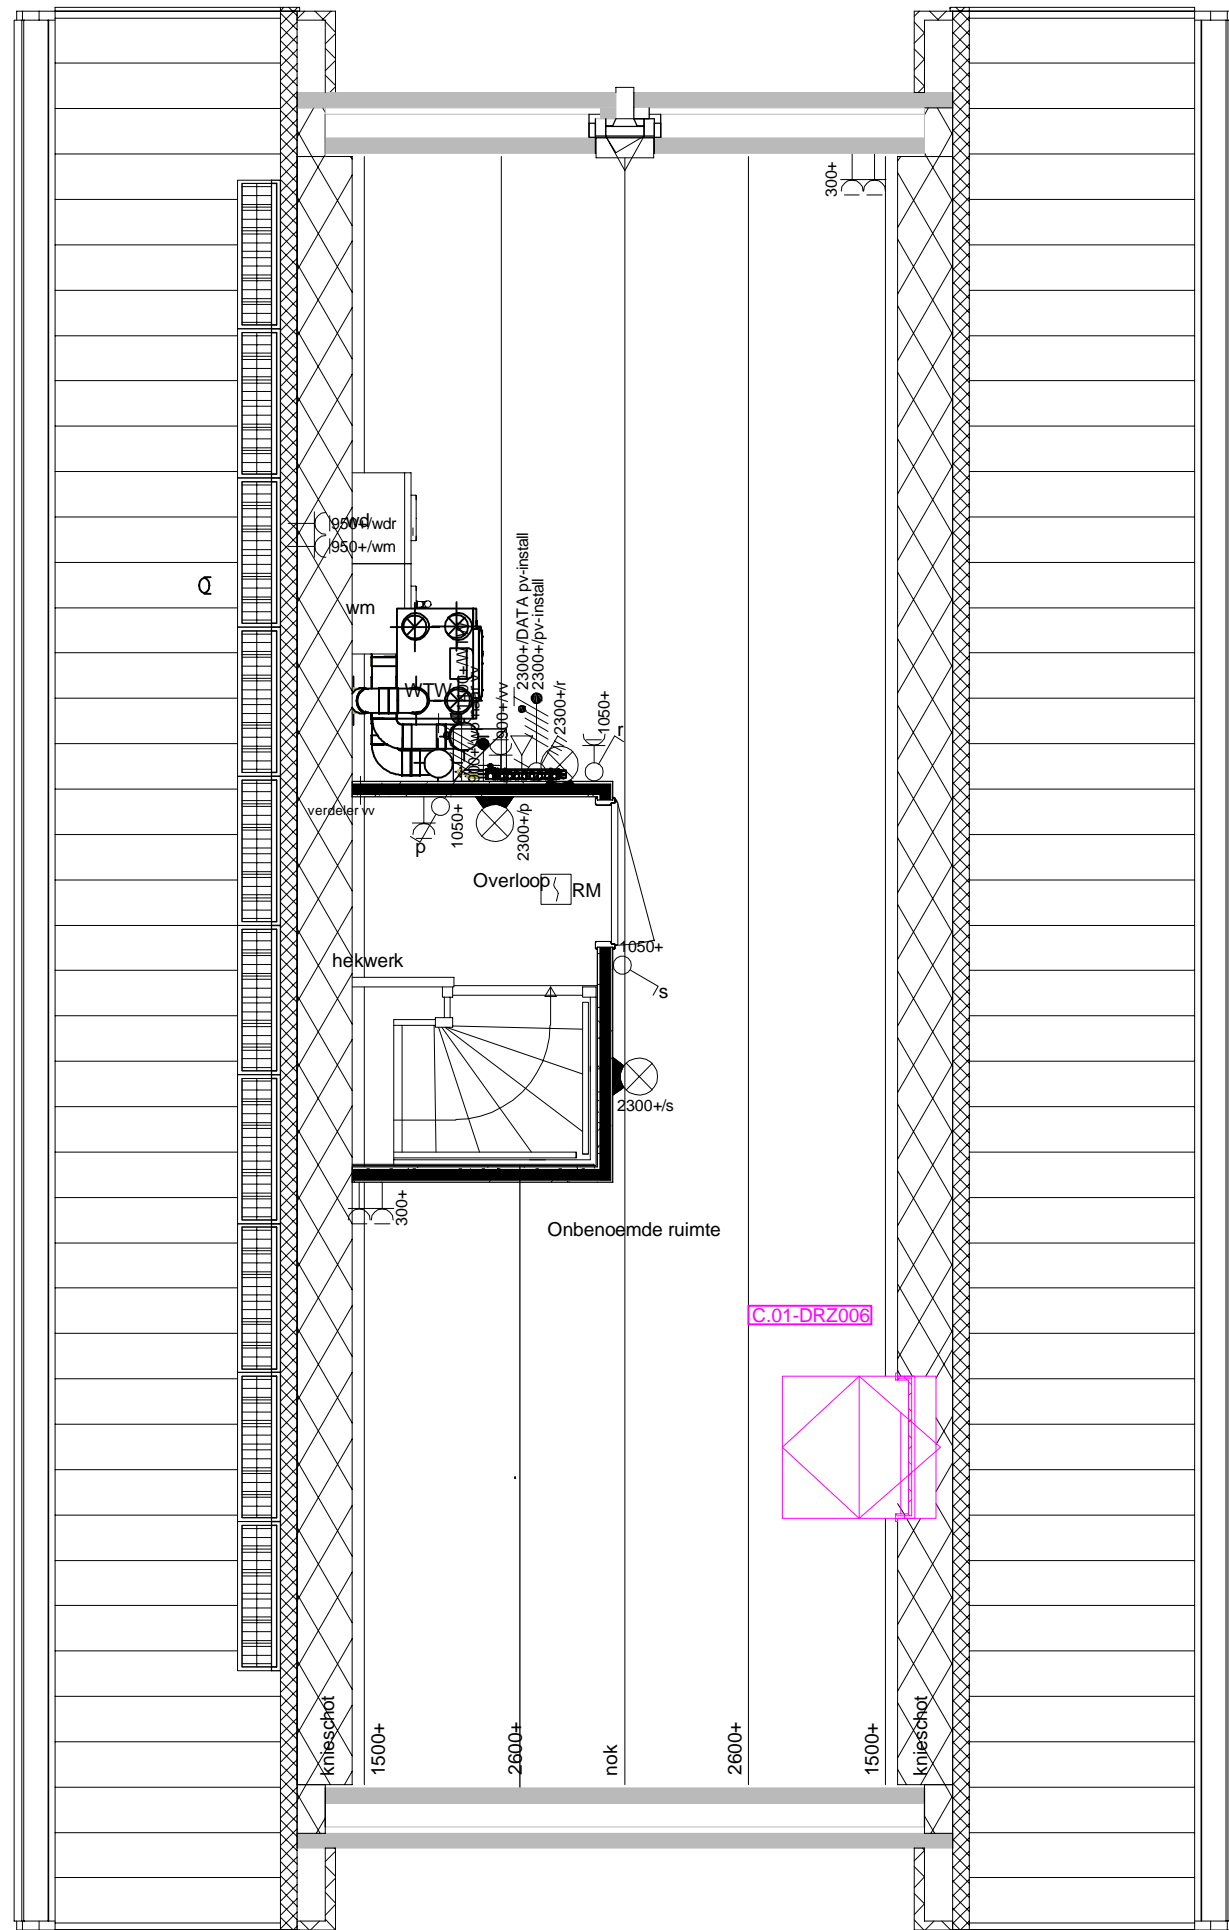 300+
950+/wdr
wd
950+/wm
wm
2300+/DATA pv-install
2300+/pv-install
WTW
900+/vv
2300+/r
1050+
r
verdeler vv
p
1050+
2300+/p
Overloop
RM
hekwerk
1050+
s
2300+/s
300+
Onbenoemde ruimte
C.01-DRZ006
knieschot
1500+
2600+
nok
2600+
1500+
knieschot